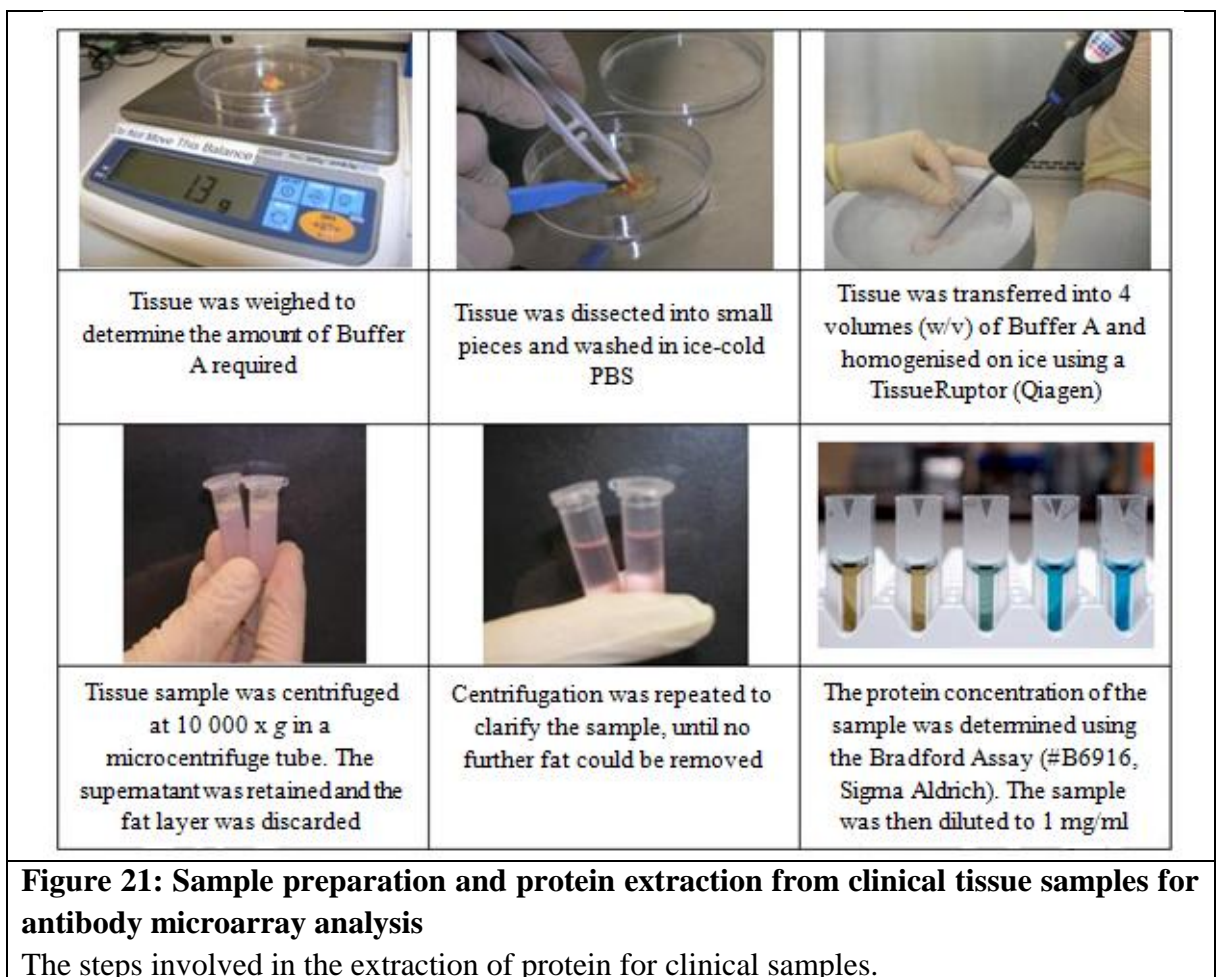 Do Not Move This Balance
1.3 g
Tissue was weighed to
determine the amount of Buffer
A required
Tissue was dissected into small
pieces and washed in ice-cold
PBS
Tissue was transferred into 4
volumes (w/v) of Buffer A and
homogenised on ice using a
TissueRuptor (Qiagen)
Tissue sample was centrifuged
at 10 000 x g in a
microcentrifuge tube. The
supernatant was retained and the
fat layer was discarded
Centrifugation was repeated to
clarify the sample, until no
further fat could be removed
The protein concentration of the
sample was determined using
the Bradford Assay (#B6916,
Sigma Aldrich). The sample
was then diluted to 1 mg/ml
Figure 21: Sample preparation and protein extraction from clinical tissue samples for
antibody microarray analysis
The steps involved in the extraction of protein for clinical samples.